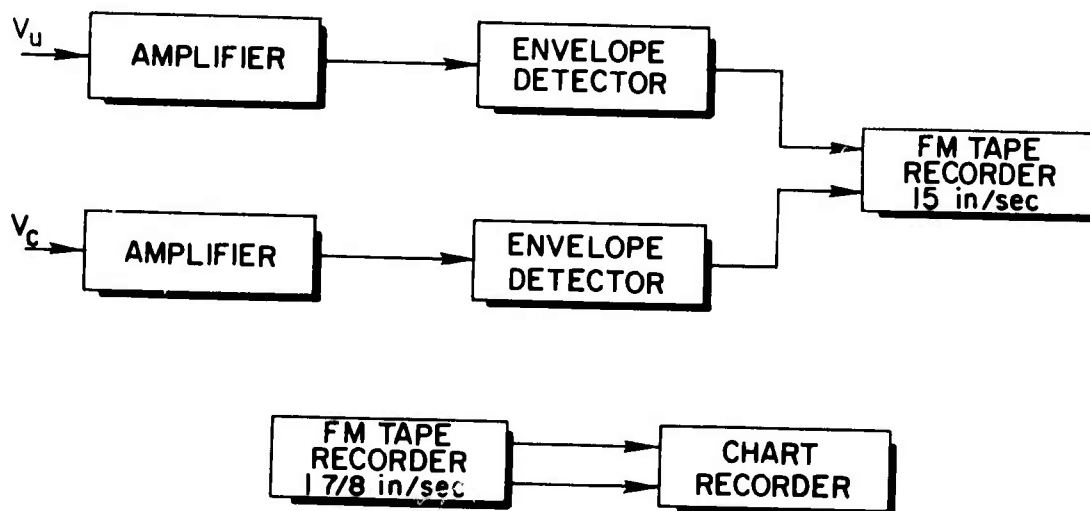 Vu
AMPLIFIER
ENVELOPE
DETECTOR
FM TAPE
RECORDER
15 in/sec
Vc
AMPLIFIER
ENVELOPE
DETECTOR
FM TAPE
RECORDER
1 7/8 in/sec
CHART
RECORDER